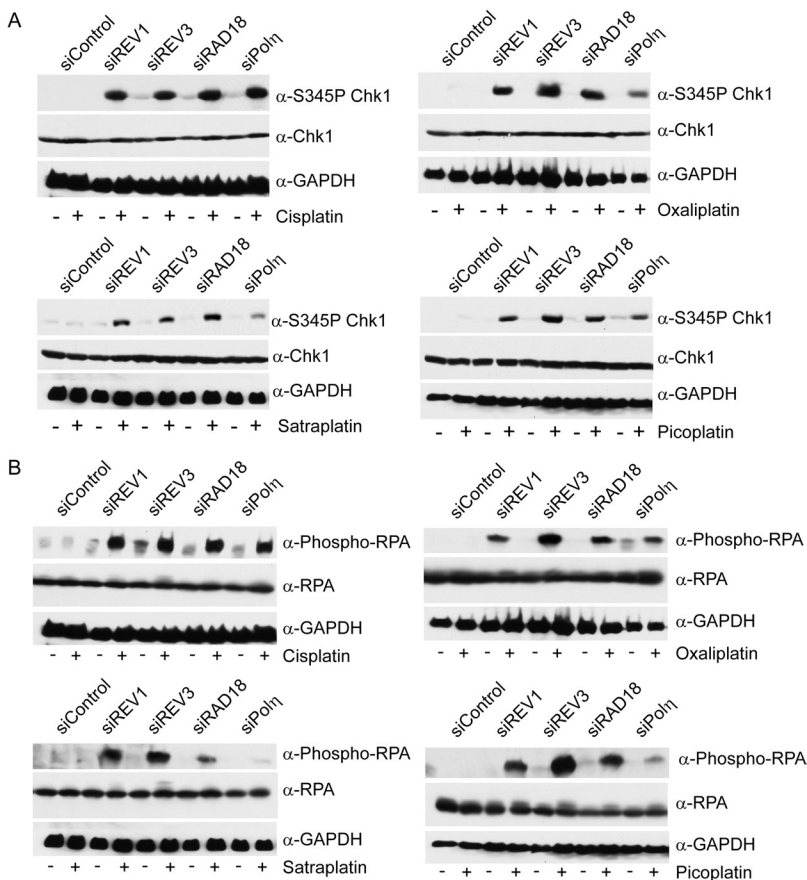 A
siControl siREV1 siREV3 siRAD18 siPolη
α-S345P Chk1
α-Chk1
α-GAPDH
- + - + - + - + - + Cisplatin
siControl siREV1 siREV3 siRAD18 siPolη
α-S345P Chk1
α-Chk1
α-GAPDH
- + - + - + - + - + Oxaliplatin
siControl siREV1 siREV3 siRAD18 siPolη
α-S345P Chk1
α-Chk1
α-GAPDH
- + - + - + - + - + Satraplatin
siControl siREV1 siREV3 siRAD18 siPolη
α-S345P Chk1
α-Chk1
α-GAPDH
- + - + - + - + - + Picoplatin
B
siControl siREV1 siREV3 siRAD18 siPolη
α-Phospho-RPA
α-RPA
α-GAPDH
- + - + - + - + - + Cisplatin
siControl siREV1 siREV3 siRAD18 siPolη
α-Phospho-RPA
α-RPA
α-GAPDH
- + - + - + - + - + Oxaliplatin
siControl siREV1 siREV3 siRAD18 siPolη
α-Phospho-RPA
α-RPA
α-GAPDH
- + - + - + - + - + Satraplatin
siControl siREV1 siREV3 siRAD18 siPolη
α-Phospho-RPA
α-RPA
α-GAPDH
- + - + - + - + - + Picoplatin